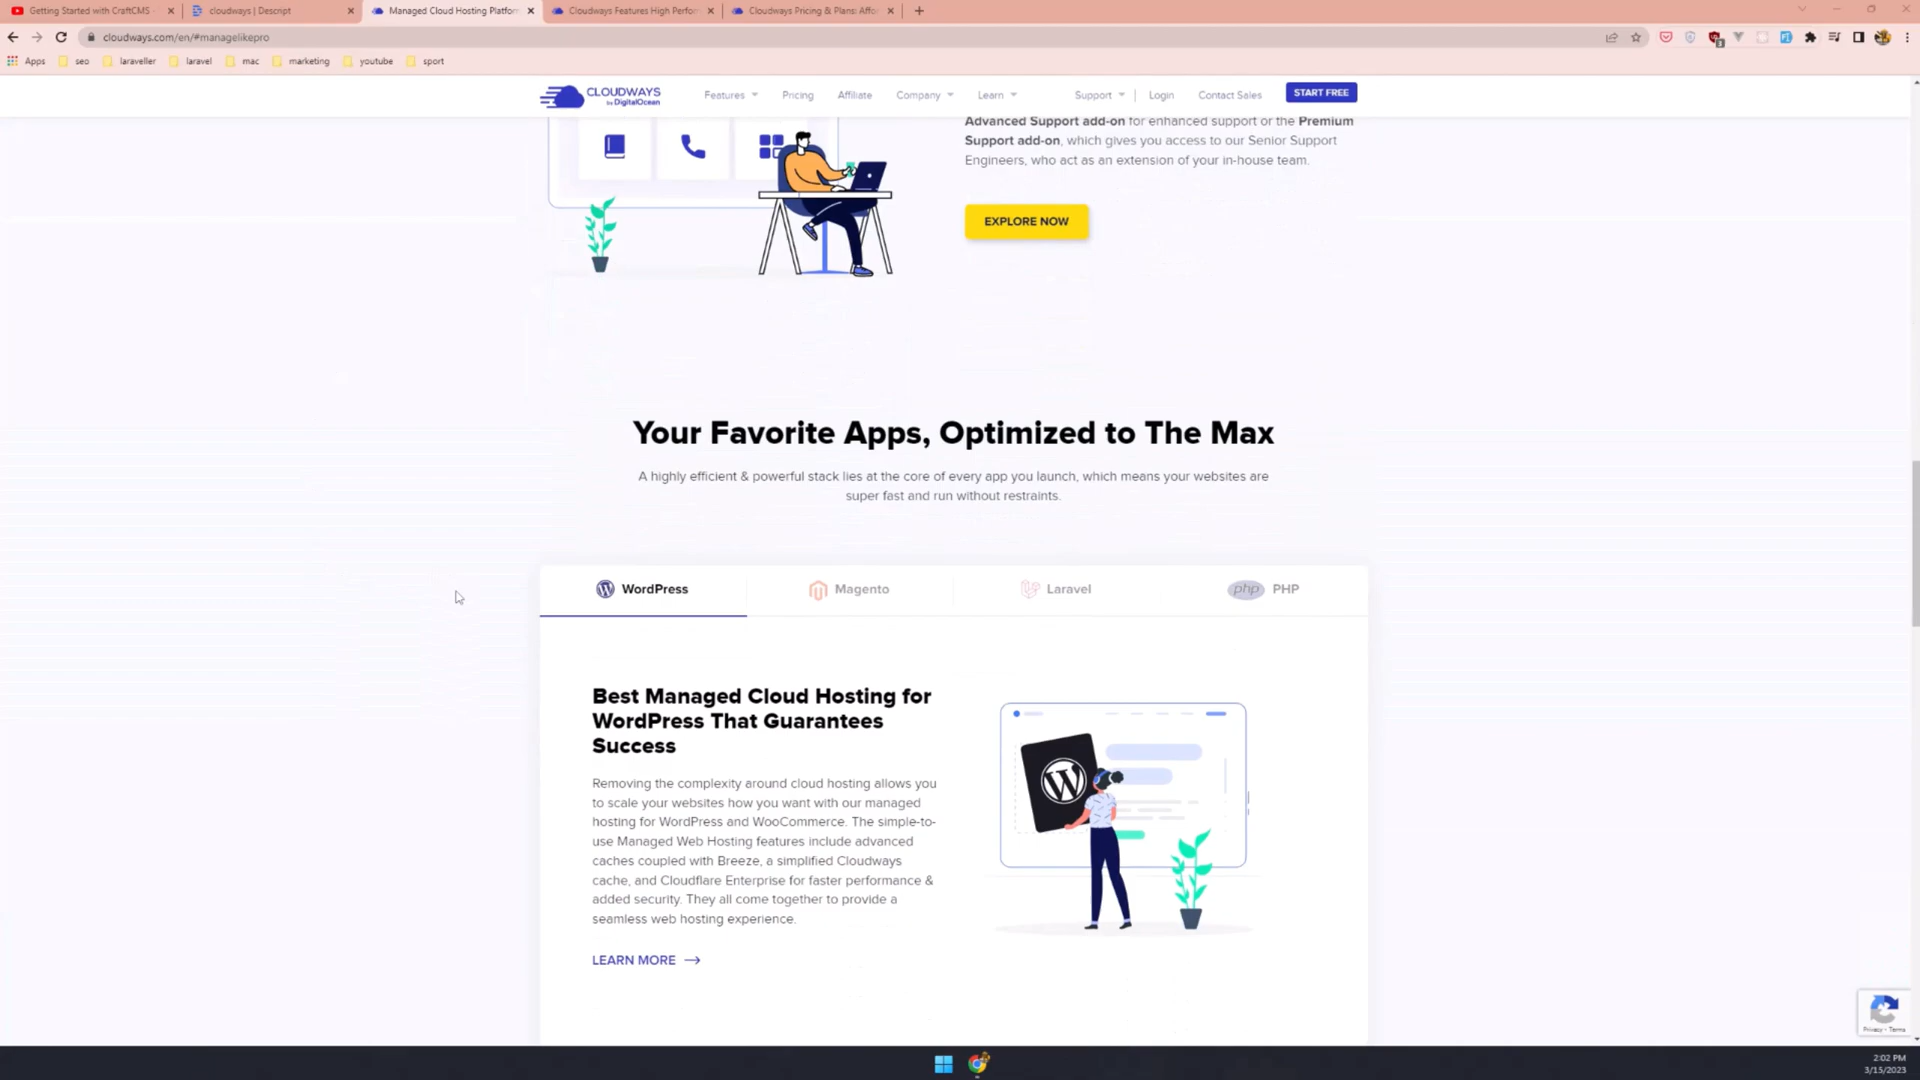 Getting Started with CraftCMS
cloudways | Descript
Managed Cloud Hosting Platfor
Cloudways Features High Perfor
Cloudways Pricing & Plans: Affo
cloudways.com/en/#managelikepro
3
Apps
seo
laraveller
laravel
mac
marketing
youtube
sport
CLOUDWAYS
by DigitalOcean
Features
Pricing
Affiliate
Company
Learn
Support
Login
Contact Sales
START FREE
Advanced Support add-on for enhanced support or the Premium
Support add-on, which gives you access to our Senior Support
Engineers, who act as an extension of your in-house team.
EXPLORE NOW
Your Favorite Apps, Optimized to The Max
A highly efficient & powerful stack lies at the core of every app you launch, which means your websites are
super fast and run without restraints.
WordPress
Magento
Laravel
php PHP
Best Managed Cloud Hosting for
WordPress That Guarantees
Success
Removing the complexity around cloud hosting allows you
to scale your websites how you want with our managed
hosting for WordPress and WooCommerce. The simple-to-
use Managed Web Hosting features include advanced
caches coupled with Breeze, a simplified Cloudways
cache, and Cloudflare Enterprise for faster performance &
added security. They all come together to provide a
seamless web hosting experience.
LEARN MORE
Privacy - Terms
2:02 PM
3/15/2023